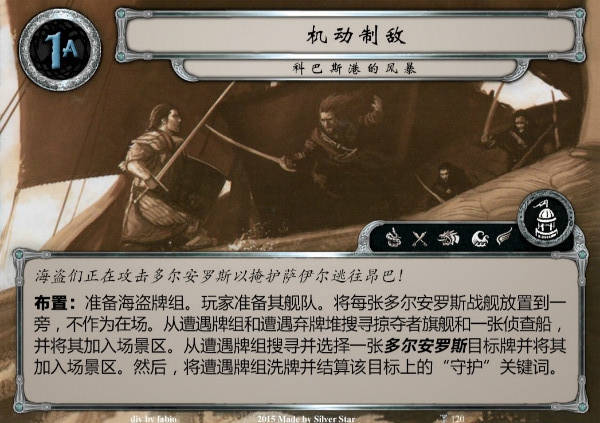 1A
机动制敌
科巴斯港的风暴
海盗们正在攻击多尔安罗斯以掩护萨伊尔逃往昂巴!
布置：准备海盗牌组。玩家准备其舰队。将每张多尔安罗斯战舰放置到一
旁，不作为在场。从遭遇牌组和遭遇弃牌堆搜寻掠夺者旗舰和一张侦查船，
并将其加入场景区。从遭遇牌组搜寻并选择一张多尔安罗斯目标牌并将其
加入场景区。然后，将遭遇牌组洗牌并结算该目标上的“守护”关键词。
diy by fabio
2015 Made by Silver Star
120